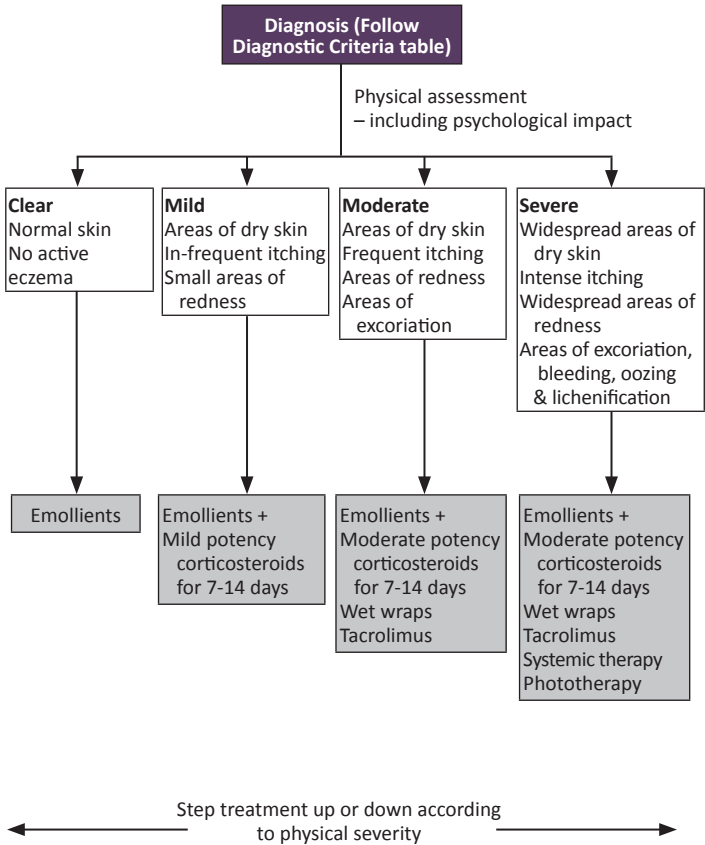 Diagnosis (Follow
Diagnostic Criteria table)
Physical assessment
– including psychological impact
Clear
Normal skin
No active
eczema
Mild
Areas of dry skin
In-frequent itching
Small areas of
redness
Moderate
Areas of dry skin
Frequent itching
Areas of redness
Areas of
excoriation
Severe
Widespread areas of
dry skin
Intense itching
Widespread areas of
redness
Areas of excoriation,
bleeding, oozing
& lichenification
Emollients
Emollients +
Mild potency
corticosteroids
for 7-14 days
Emollients +
Moderate potency
corticosteroids
for 7-14 days
Wet wraps
Tacrolimus
Emollients +
Moderate potency
corticosteroids
for 7-14 days
Wet wraps
Tacrolimus
Systemic therapy
Phototherapy
Step treatment up or down according
to physical severity